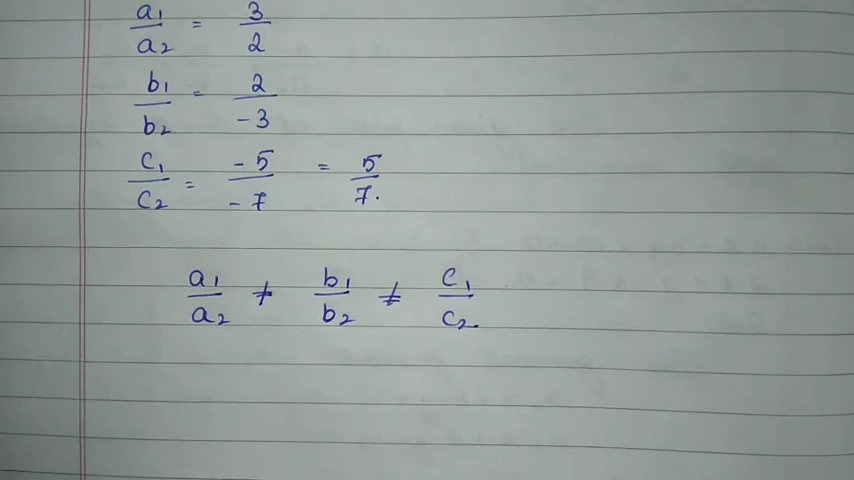 a₁/a₂ = 3/2
b₁/b₂ = 2/-3
c₁/c₂ = -5/-7 = 5/7.
a₁/a₂ ≠ b₁/b₂ ≠ c₁/c₂